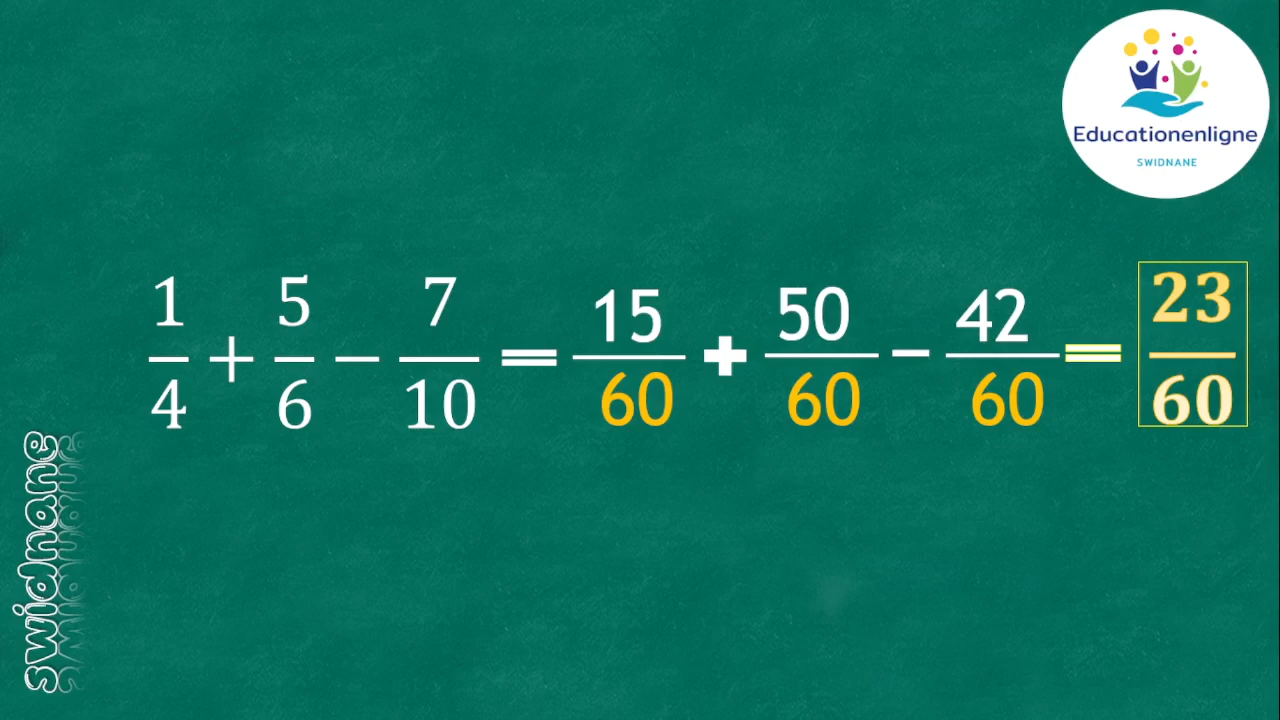 Educationenligne
SWIDNANE
1/4 + 5/6 − 7/10 = 15/60 + 50/60 − 42/60 = 23/60
swidnane